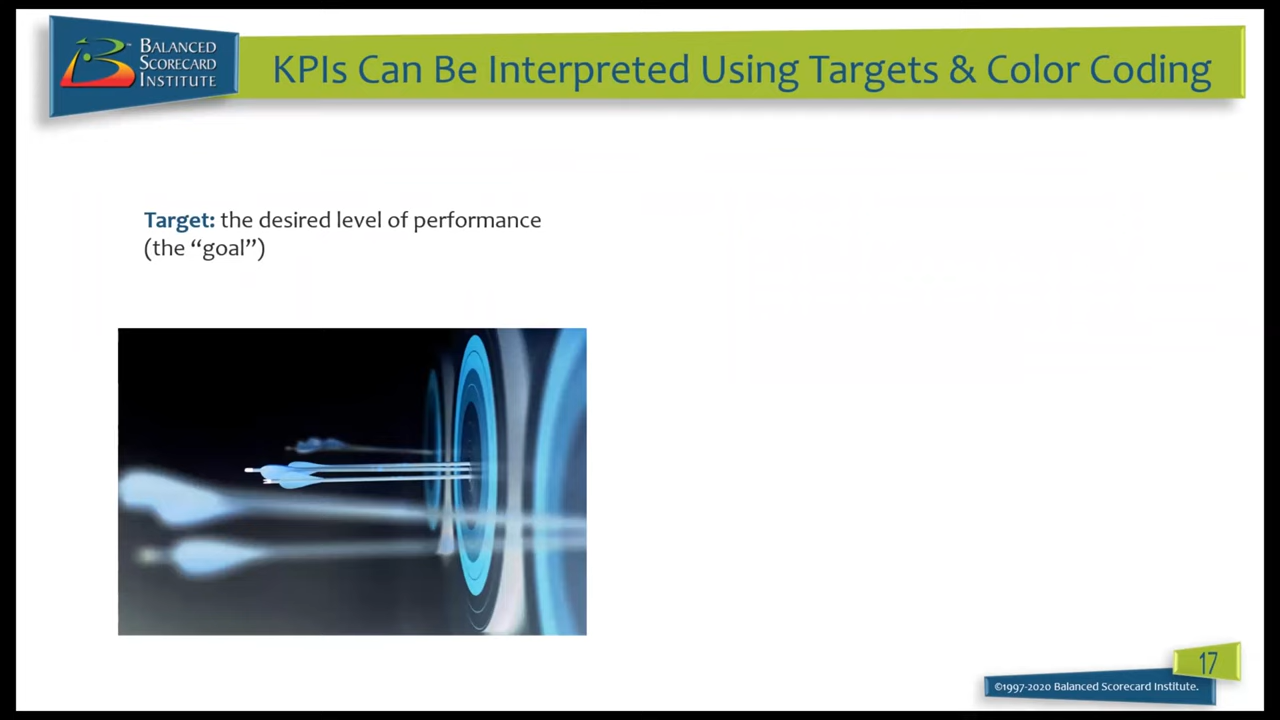 BALANCED
SCORECARD
INSTITUTE
KPIs Can Be Interpreted Using Targets & Color Coding
Target: the desired level of performance
(the “goal”)
17
©1997-2020 Balanced Scorecard Institute.